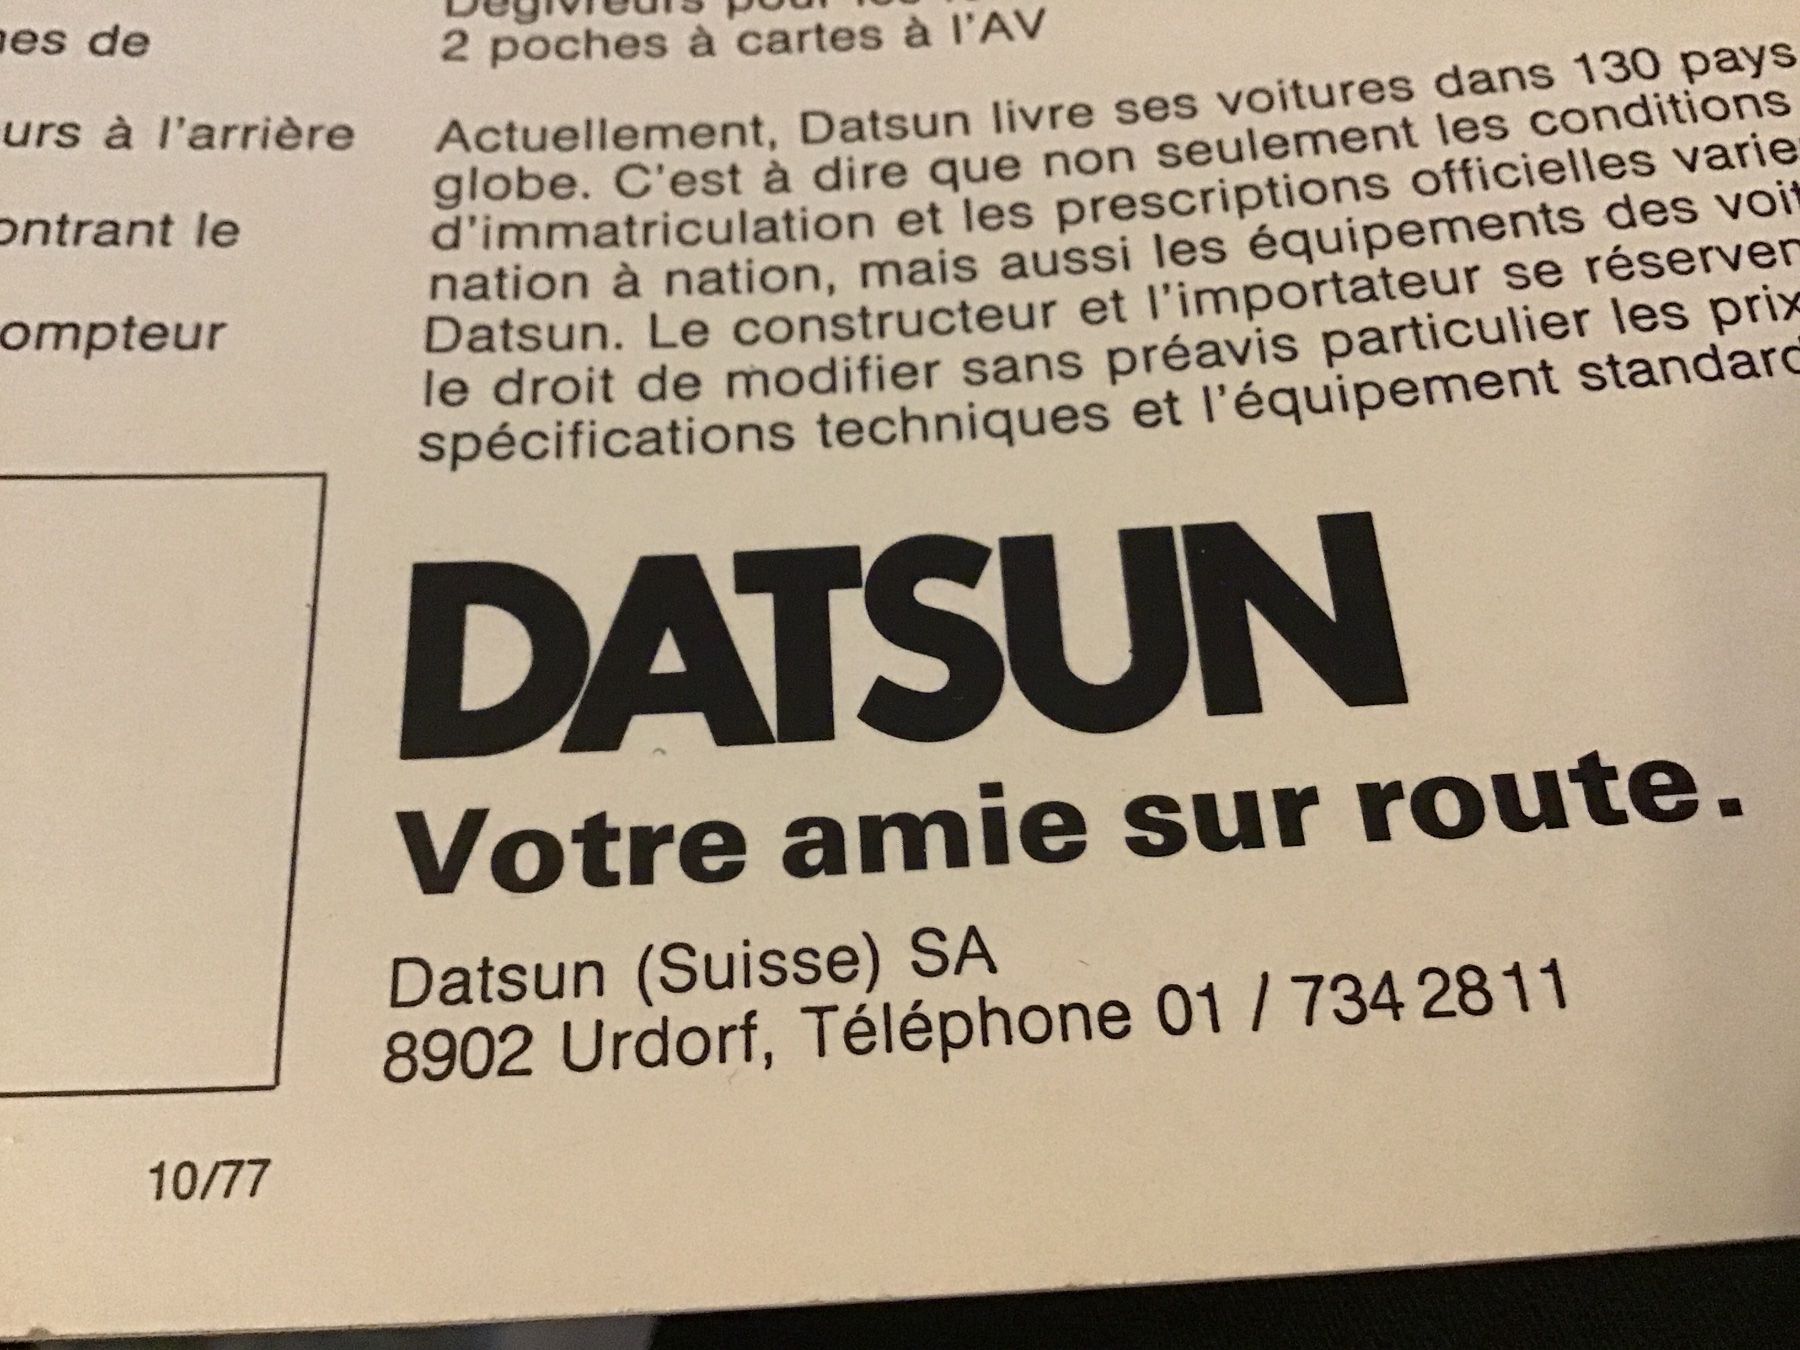 nes de
urs à l'arrière
ontrant le
ompteur
2 poches à cartes à l'AV
Actuellement, Datsun livre ses voitures dans 130 pays
globe. C'est à dire que non seulement les conditions
d'immatriculation et les prescriptions officielles varie
nation à nation, mais aussi les équipements des voit
Datsun. Le constructeur et l'importateur se réserven
le droit de modifier sans préavis particulier les prix
spécifications techniques et l'équipement standard
DATSUN
Votre amie sur route.
Datsun (Suisse) SA
8902 Urdorf, Téléphone 01 / 734 28 11
10/77